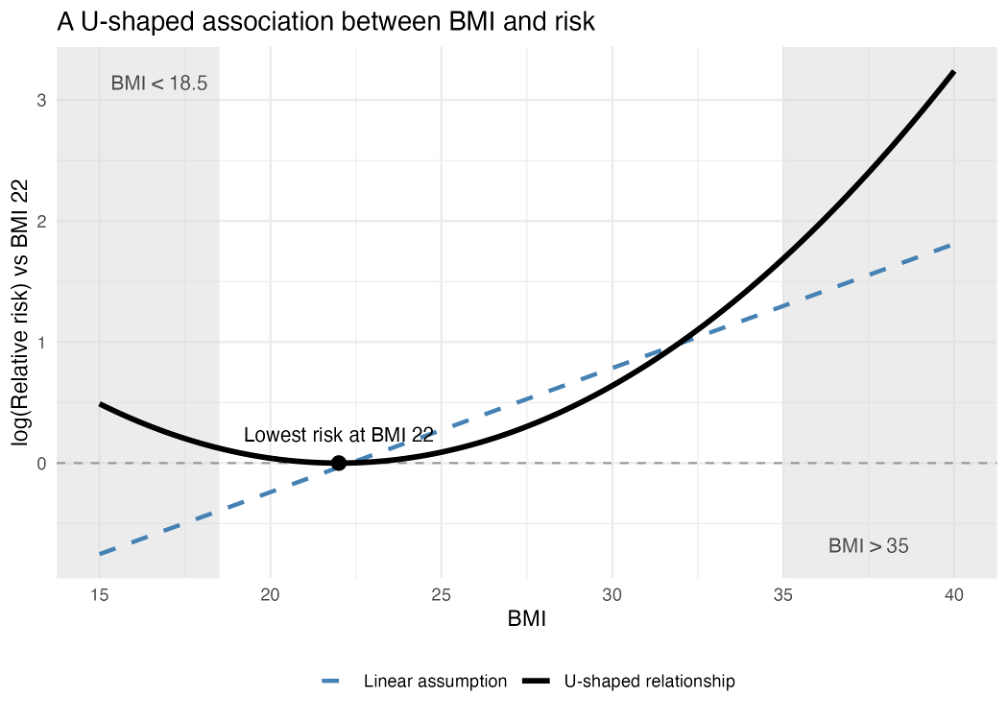 A U-shaped association between BMI and risk
BMI < 18.5
3
2
1
0
log(Relative risk) vs BMI 22
Lowest risk at BMI 22
BMI > 35
15 20 25 30 35 40
BMI
Linear assumption U-shaped relationship